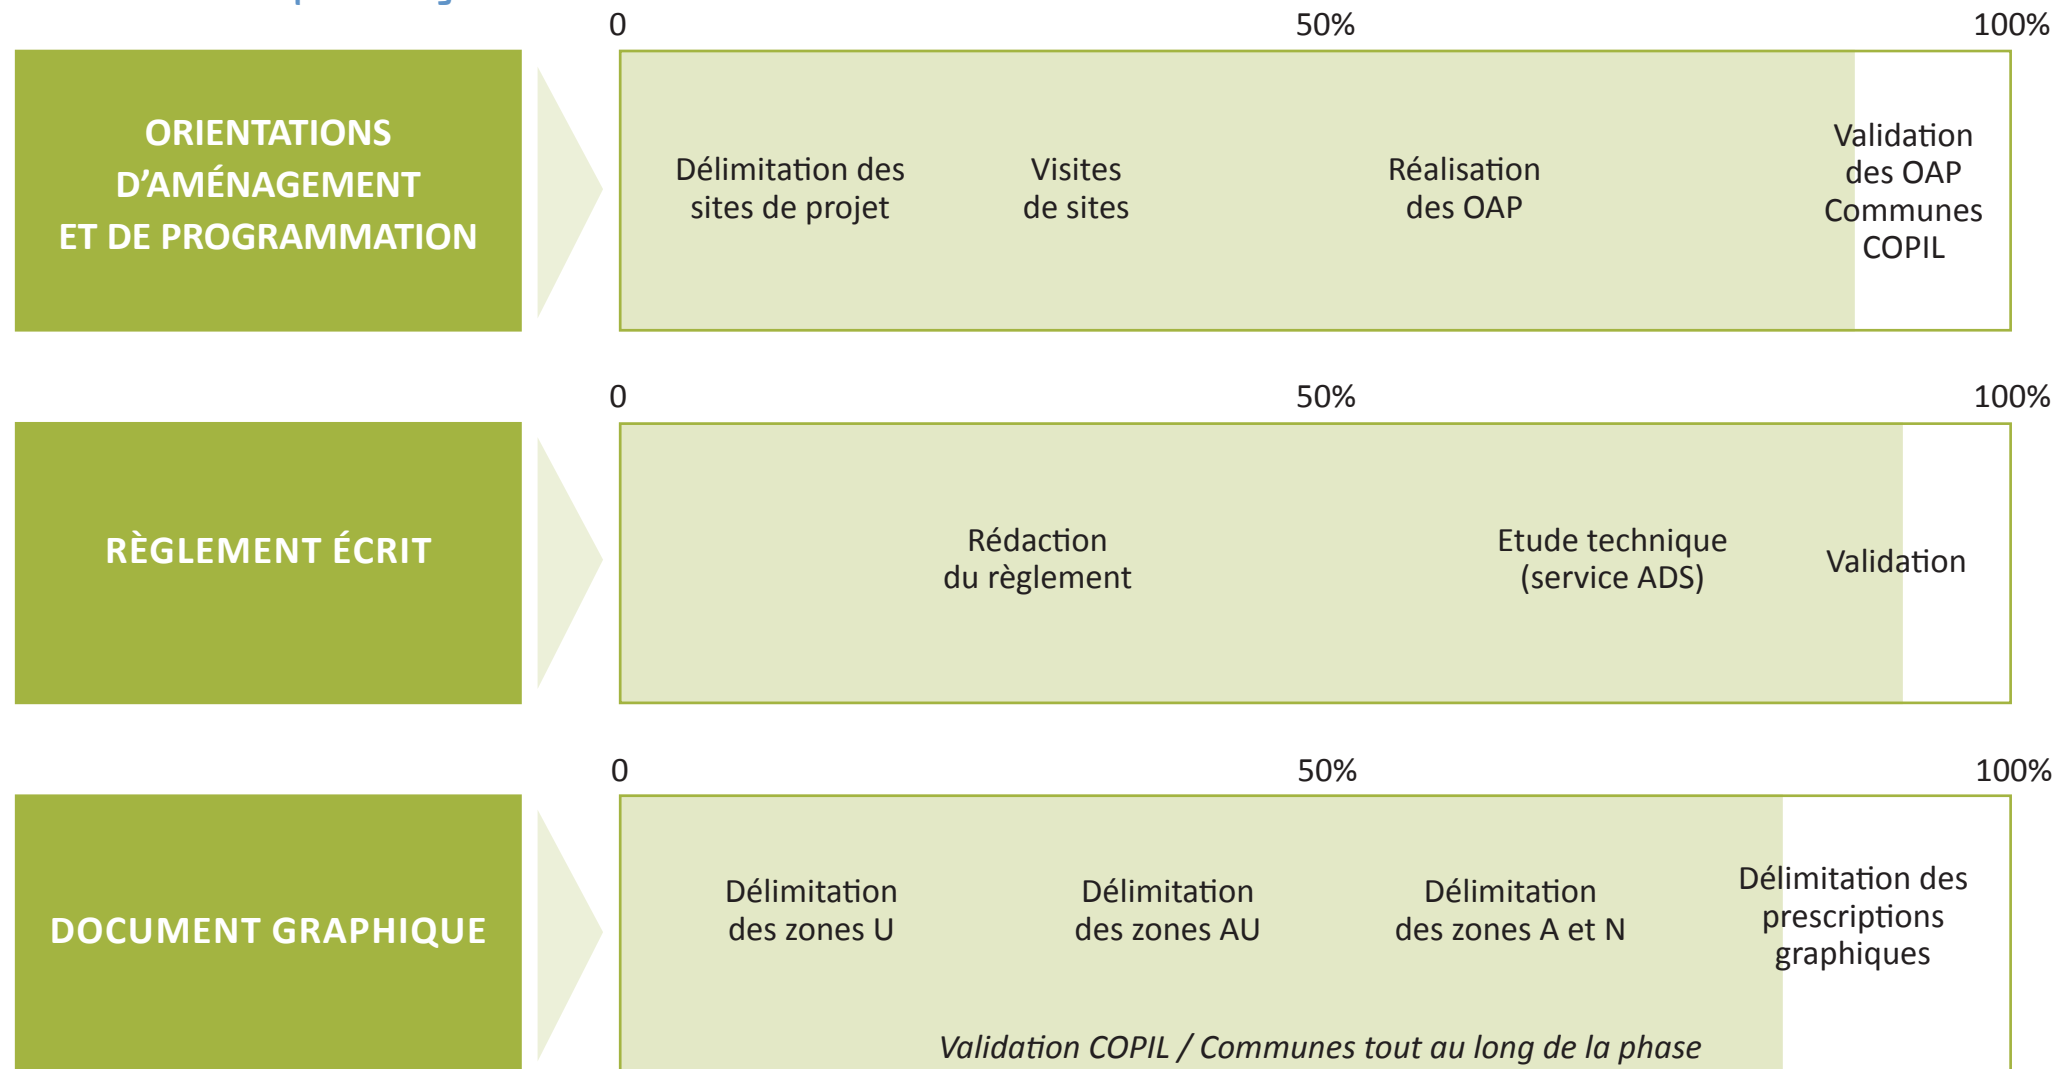 0 50% 100%
ORIENTATIONS
D’AMÉNAGEMENT
ET DE PROGRAMMATION
Délimitation des
sites de projet
Visites
de sites
Réalisation
des OAP
Validation
des OAP
Communes
COPIL
0 50% 100%
RÈGLEMENT ÉCRIT
Rédaction
du règlement
Etude technique
(service ADS)
Validation
0 50% 100%
DOCUMENT GRAPHIQUE
Délimitation
des zones U
Délimitation
des zones AU
Délimitation
des zones A et N
Délimitation des
prescriptions
graphiques
Validation COPIL / Communes tout au long de la phase